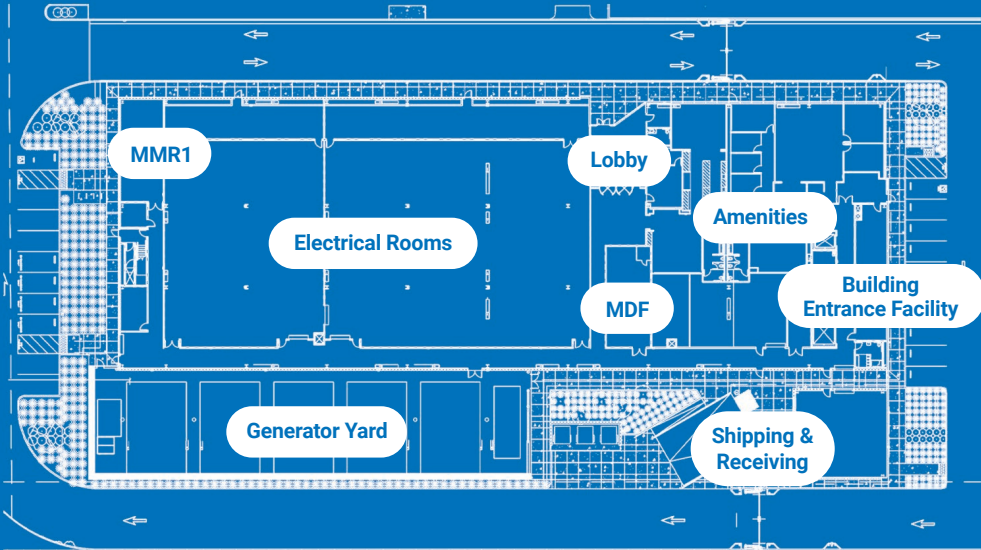 MMR1
Lobby
Amenities
Electrical Rooms
Building
Entrance Facility
MDF
Generator Yard
Shipping &
Receiving